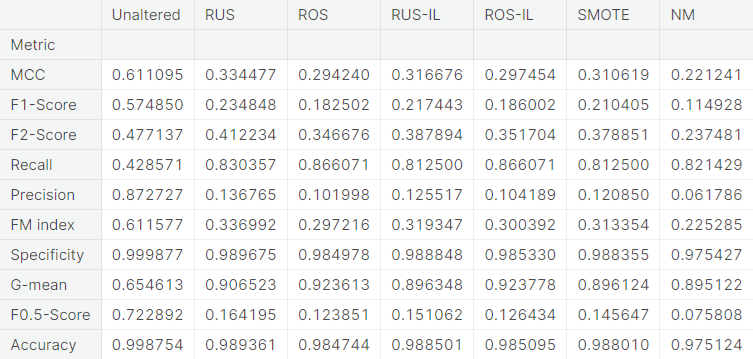 Unaltered RUS ROS RUS-IL ROS-IL SMOTE NM
Metric
MCC 0.611095 0.334477 0.294240 0.316676 0.297454 0.310619 0.221241
F1-Score 0.574850 0.234848 0.182502 0.217443 0.186002 0.210405 0.114928
F2-Score 0.477137 0.412234 0.346676 0.387894 0.351704 0.378851 0.237481
Recall 0.428571 0.830357 0.866071 0.812500 0.866071 0.812500 0.821429
Precision 0.872727 0.136765 0.101998 0.125517 0.104189 0.120850 0.061786
FM index 0.611577 0.336992 0.297216 0.319347 0.300392 0.313354 0.225285
Specificity 0.999877 0.989675 0.984978 0.988848 0.985330 0.988355 0.975427
G-mean 0.654613 0.906523 0.923613 0.896348 0.923778 0.896124 0.895122
F0.5-Score 0.722892 0.164195 0.123851 0.151062 0.126434 0.145647 0.075808
Accuracy 0.998754 0.989361 0.984744 0.988501 0.985095 0.988010 0.975124